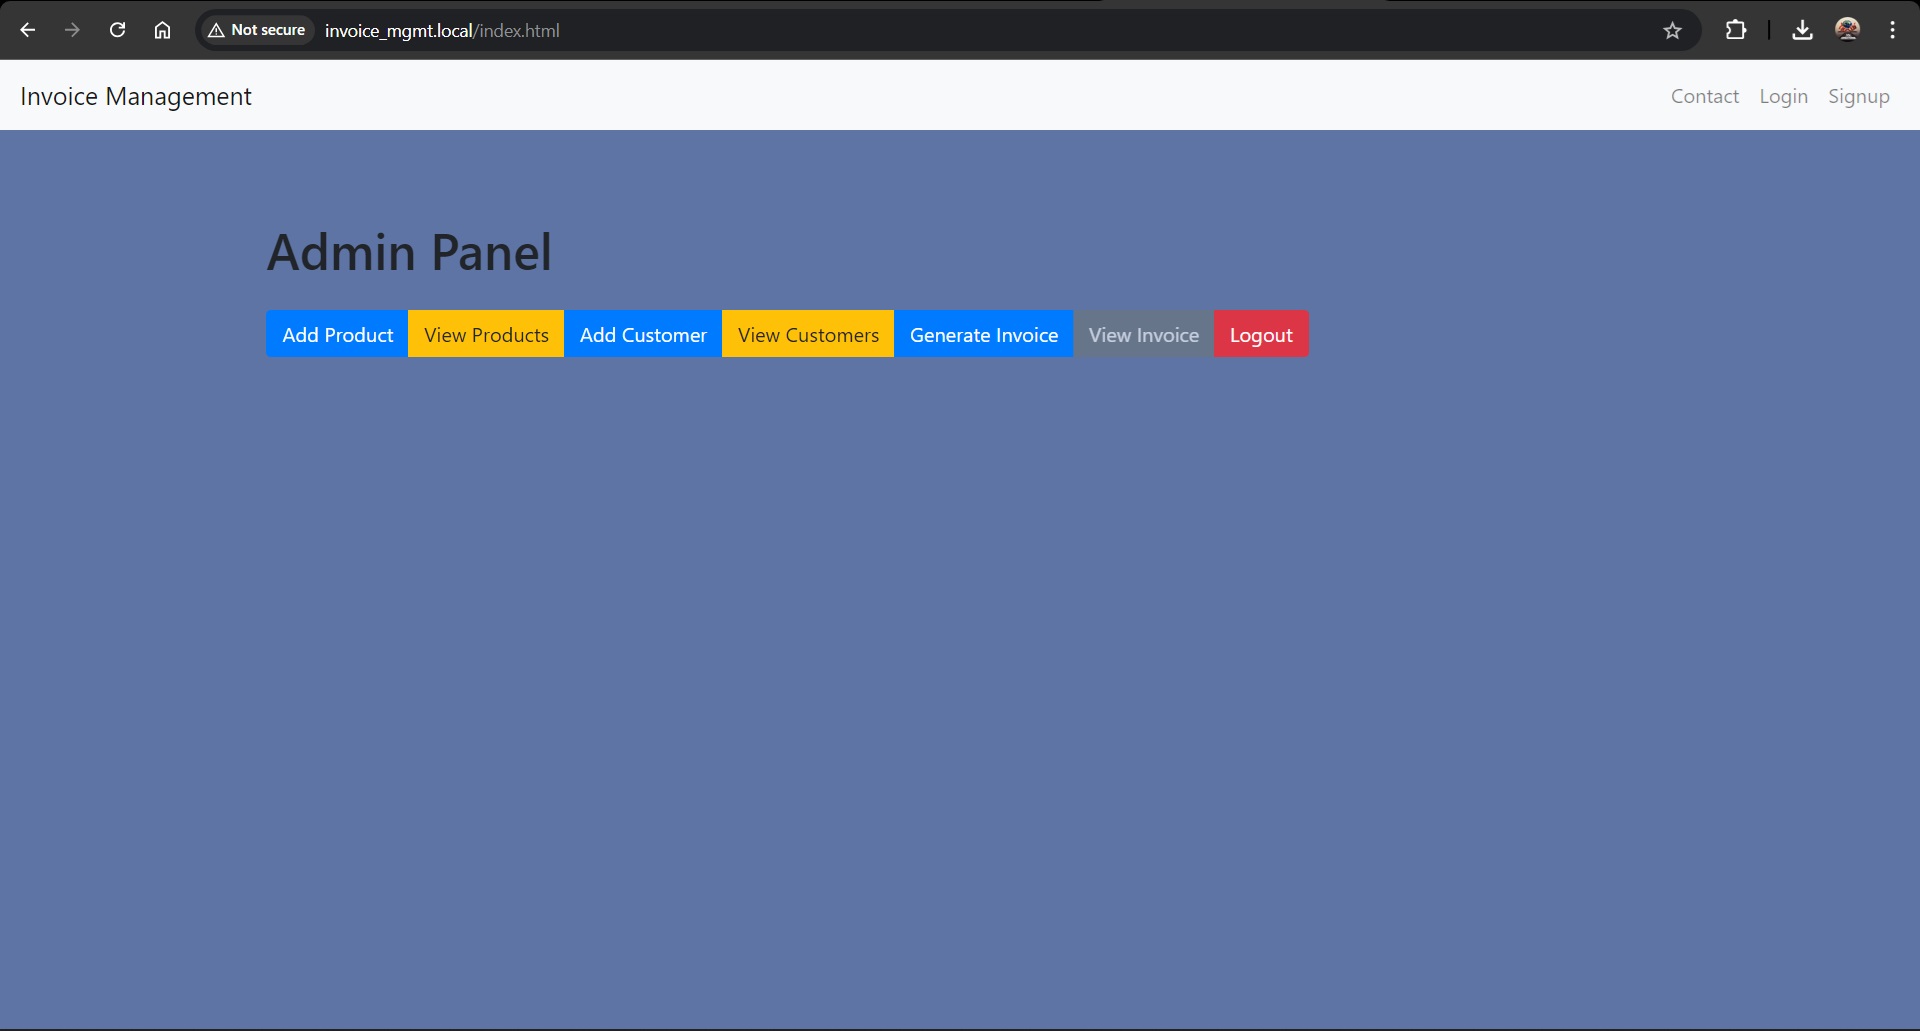 Not secure invoice_mgmt.local/index.html
Invoice Management Contact Login Signup
Admin Panel
Add Product View Products Add Customer View Customers Generate Invoice View Invoice Logout